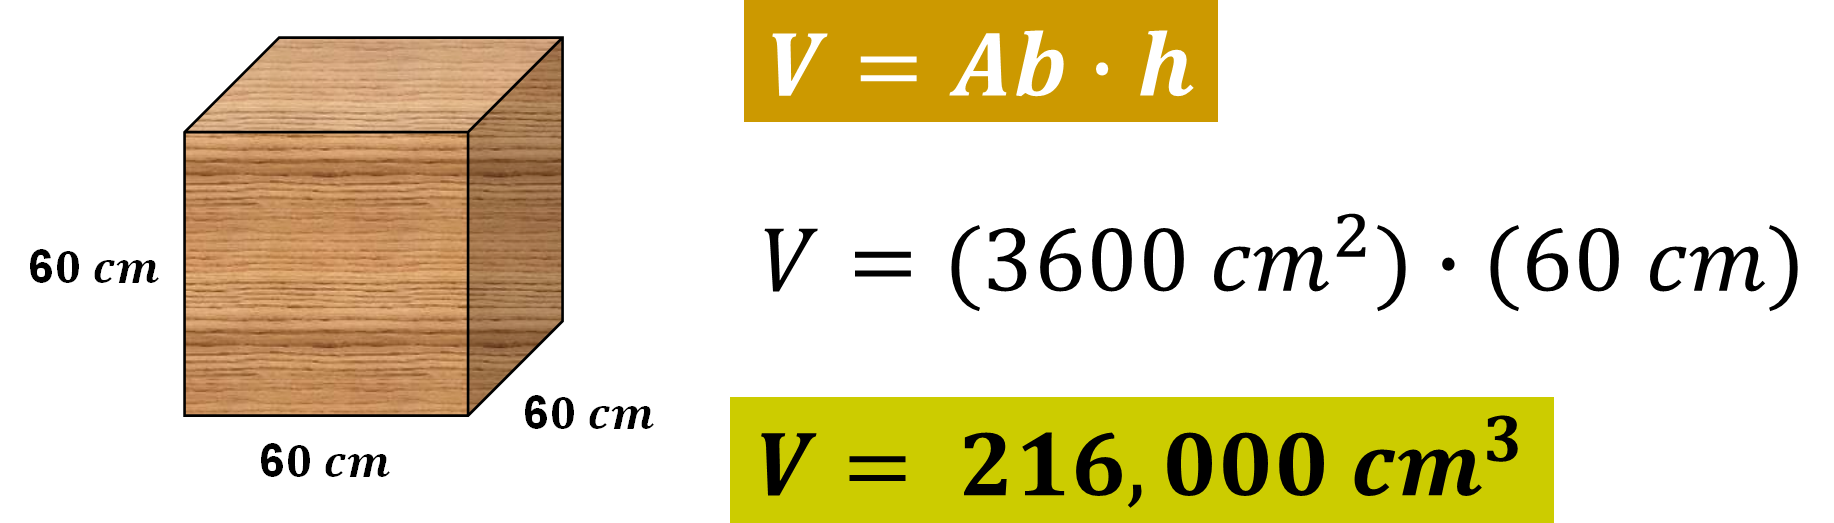 V = Ab · h
60 cm
60 cm
60 cm
V = (3600 cm²) · (60 cm)
V = 216,000 cm³